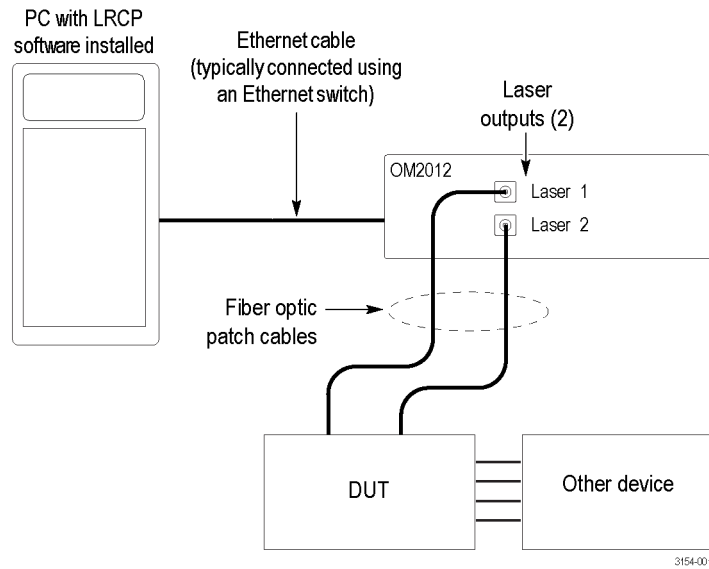 PC with LRCP
software installed
Ethernet cable
(typically connected using
an Ethernet switch)
Laser
outputs (2)
OM2012
Laser 1
Laser 2
Fiber optic
patch cables
DUT
Other device
3154-00